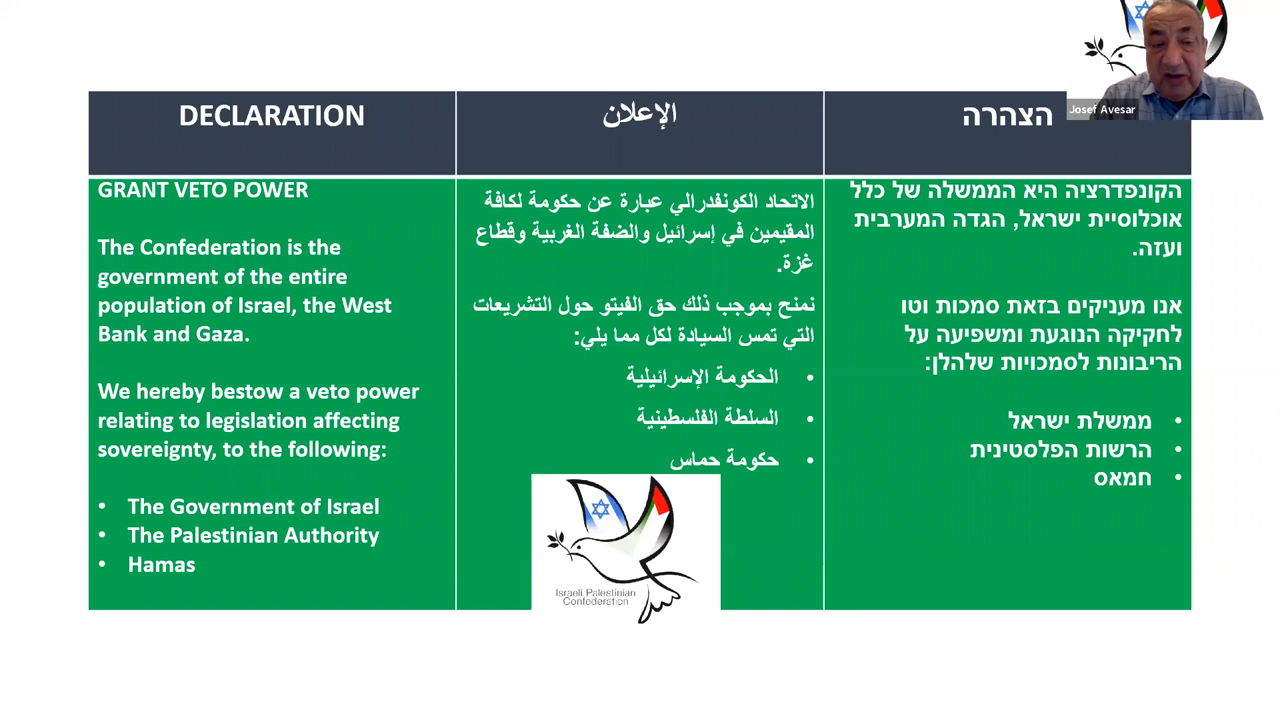 Josef Avesar
DECLARATION
GRANT VETO POWER
The Confederation is the
government of the entire
population of Israel, the West
Bank and Gaza.
We hereby bestow a veto power
relating to legislation affecting
sovereignty, to the following:
• The Government of Israel
• The Palestinian Authority
• Hamas
الإعلان
الاتحاد الكونفدرالي عبارة عن حكومة لكافة
المقيمين في إسرائيل والضفة الغربية وقطاع
غزة.
نمنح بموجب ذلك حق الفيتو حول التشريعات
التي تمس السيادة لكل مما يلي:
• الحكومة الإسرائيلية
• السلطة الفلسطينية
• حكومة حماس
Israeli Palestinian
Confederation
הצהרה
הקונפדרציה היא הממשלה של כלל
אוכלוסיית ישראל, הגדה המערבית
ועזה.
אנו מעניקים בזאת סמכות וטו
לחקיקה הנוגעת ומשפיעה על
הריבונות לסמכויות שלהלן:
• ממשלת ישראל
• הרשות הפלסטינית
• חמאס